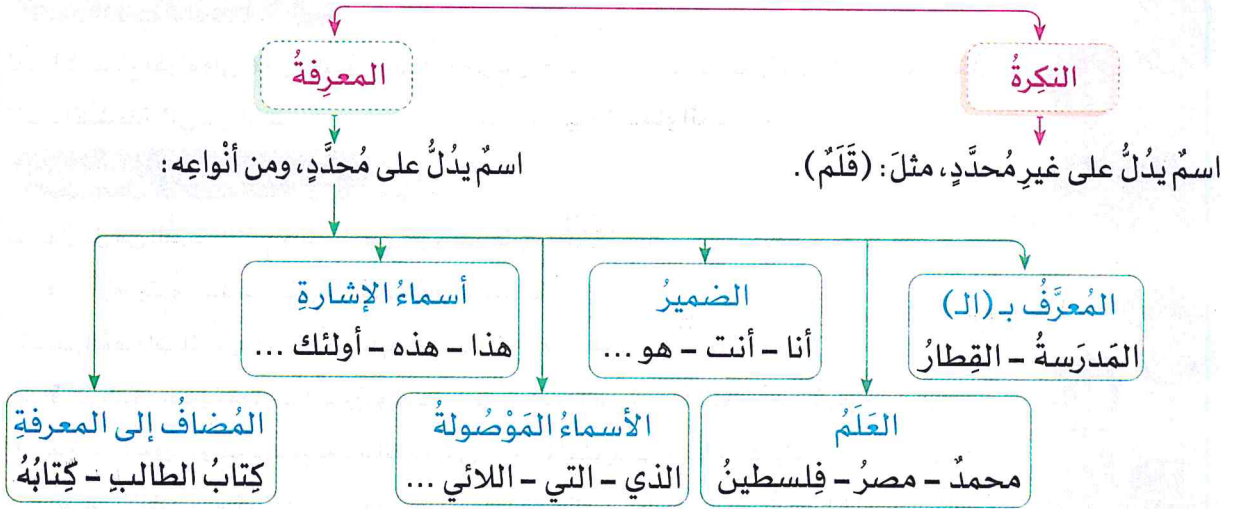 النكِرةُ
المعرِفةُ
اسمٌ يدُلُّ على غيرِ مُحدَّدٍ، مثلَ: (قَلَمٌ).
اسمٌ يدُلُّ على مُحدَّدٍ، ومن أنْواعِه:
المُعرَّفُ بـ (الـ)
المَدرَسةُ – القِطارُ
الضميرُ
أنا – أنت – هو ...
أسماءُ الإشارةِ
هذا – هذه – أولئك ...
العَلَمُ
محمدٌ – مصرُ – فِلسطينُ
الأسماءُ المَوْصُولةُ
الذي – التي – اللائي ...
المُضافُ إلى المعرفةِ
كِتابُ الطالبِ – كِتابُهُ